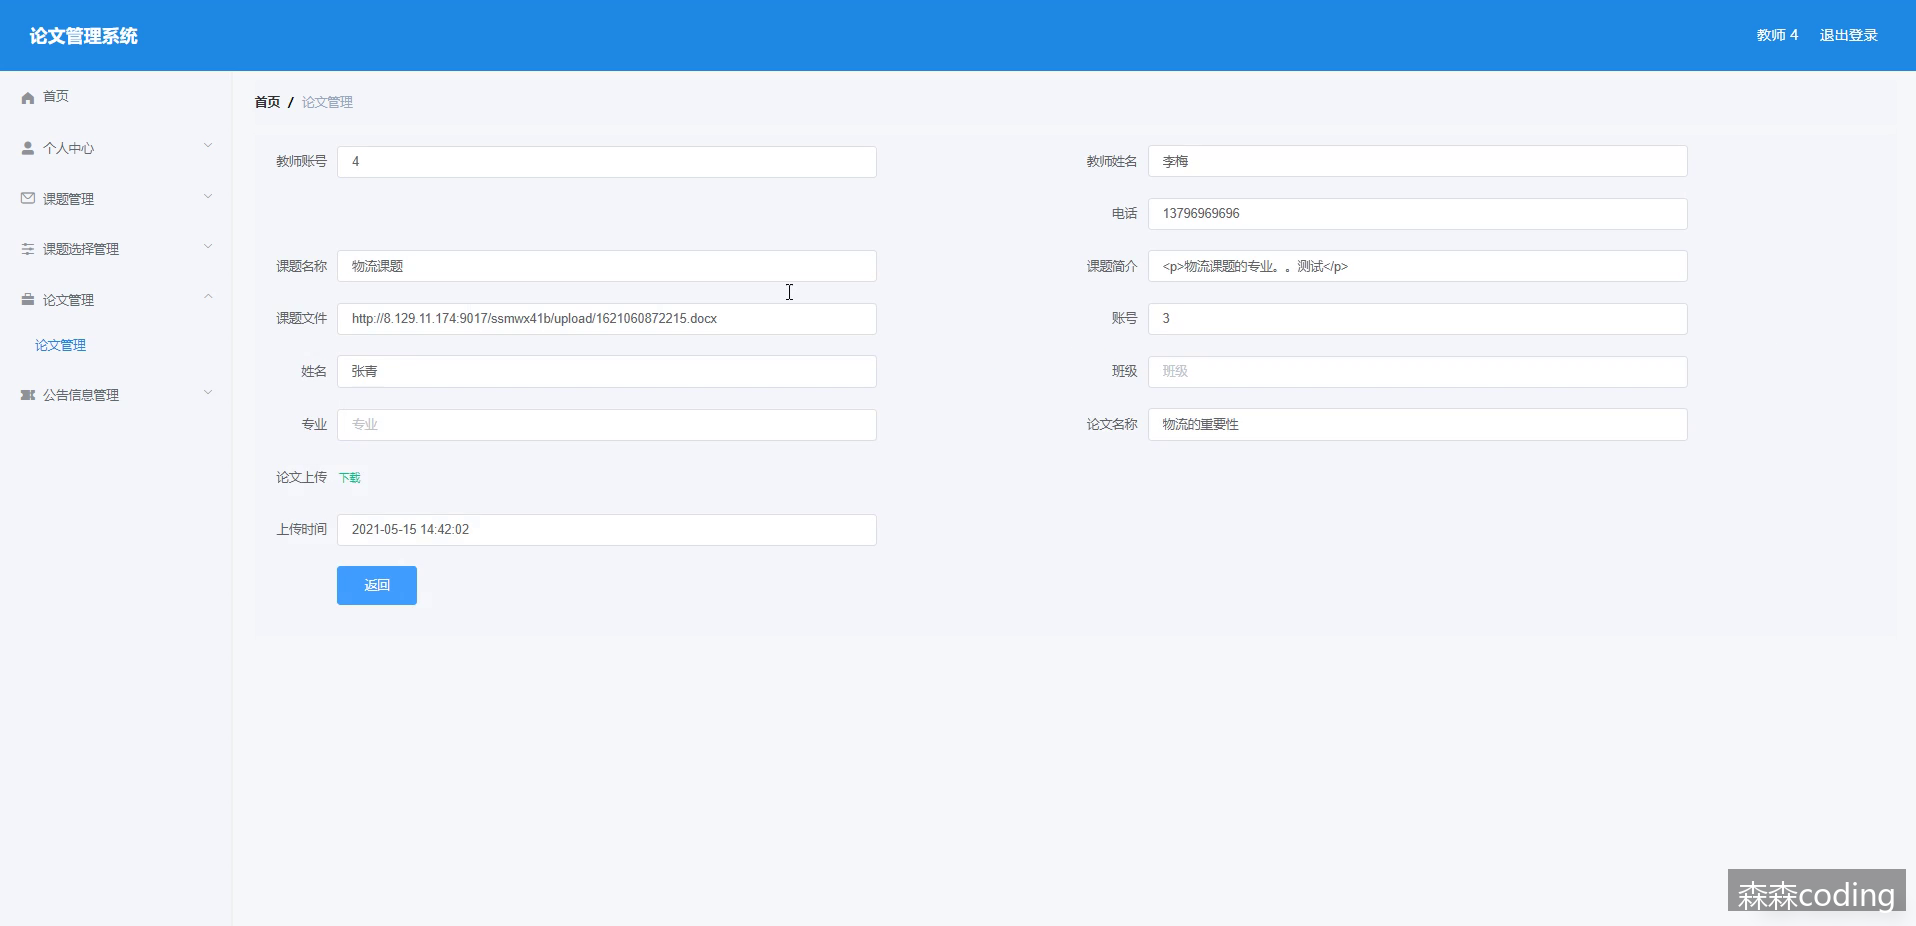 论文管理系统
教师 4 退出登录
首页
个人中心
课题管理
课题选择管理
论文管理
论文管理
公告信息管理
首页 / 论文管理
教师账号 4
教师姓名 李梅
电话 13796969696
课题名称 物流课题
课题简介 <p>物流课题的专业。。测试</p>
课题文件 http://8.129.11.174:9017/ssmwx41b/upload/1621060872215.docx
账号 3
姓名 张青
班级 班级
专业 专业
论文名称 物流的重要性
论文上传 下载
上传时间 2021-05-15 14:42:02
返回
森森coding